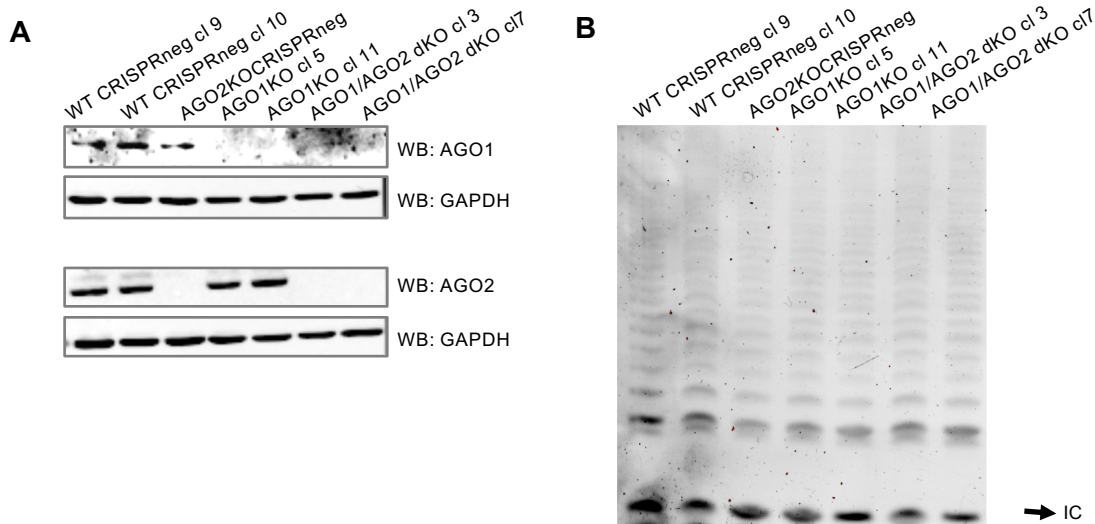 A
WT CRISPRneg cl 9
WT CRISPRneg cl 10
AGO2KOCRISPRneg
AGO1KO cl 5
AGO1KO cl 11
AGO1/AGO2 dKO cl 3
AGO1/AGO2 dKO cl7
WB: AGO1
WB: GAPDH
WB: AGO2
WB: GAPDH
B
WT CRISPRneg cl 9
WT CRISPRneg cl 10
AGO2KOCRISPRneg
AGO1KO cl 5
AGO1KO cl 11
AGO1/AGO2 dKO cl 3
AGO1/AGO2 dKO cl7
IC